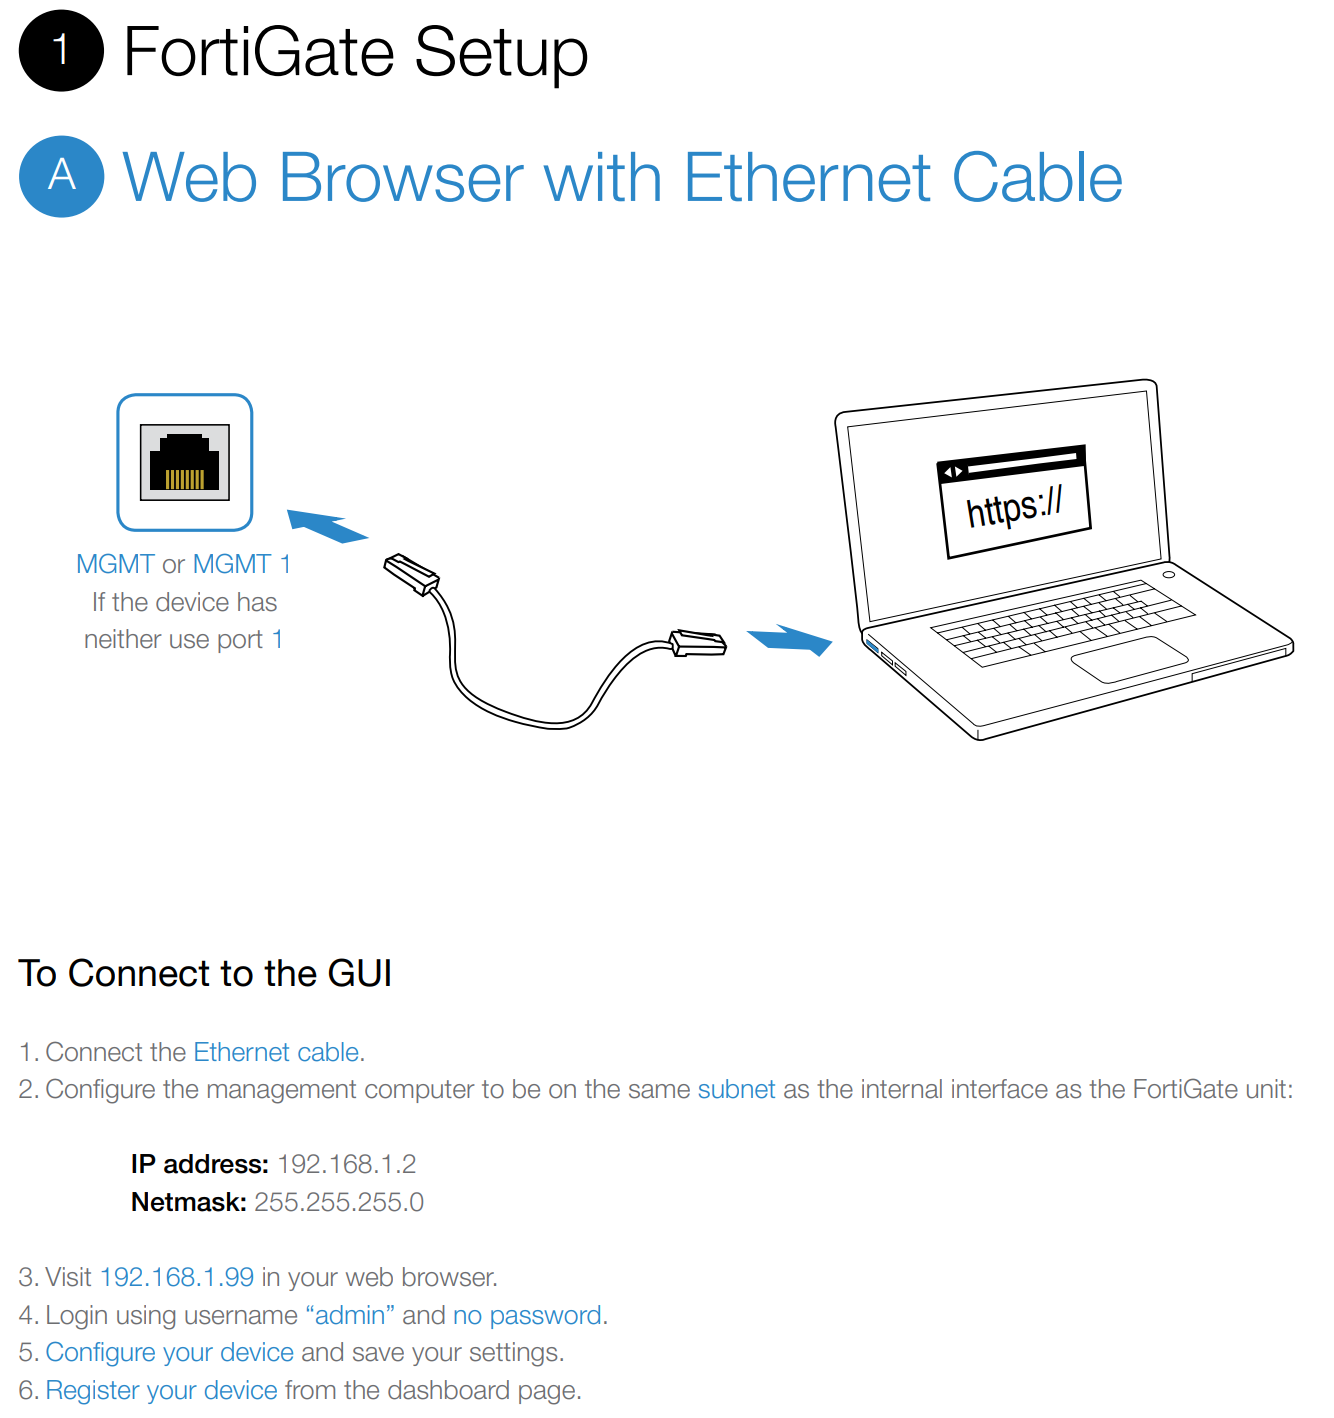 1 FortiGate Setup
A Web Browser with Ethernet Cable
https://
MGMT or MGMT 1
If the device has
neither use port 1
To Connect to the GUI
1. Connect the Ethernet cable.
2. Configure the management computer to be on the same subnet as the internal interface as the FortiGate unit:
IP address: 192.168.1.2
Netmask: 255.255.255.0
3. Visit 192.168.1.99 in your web browser.
4. Login using username “admin” and no password.
5. Configure your device and save your settings.
6. Register your device from the dashboard page.